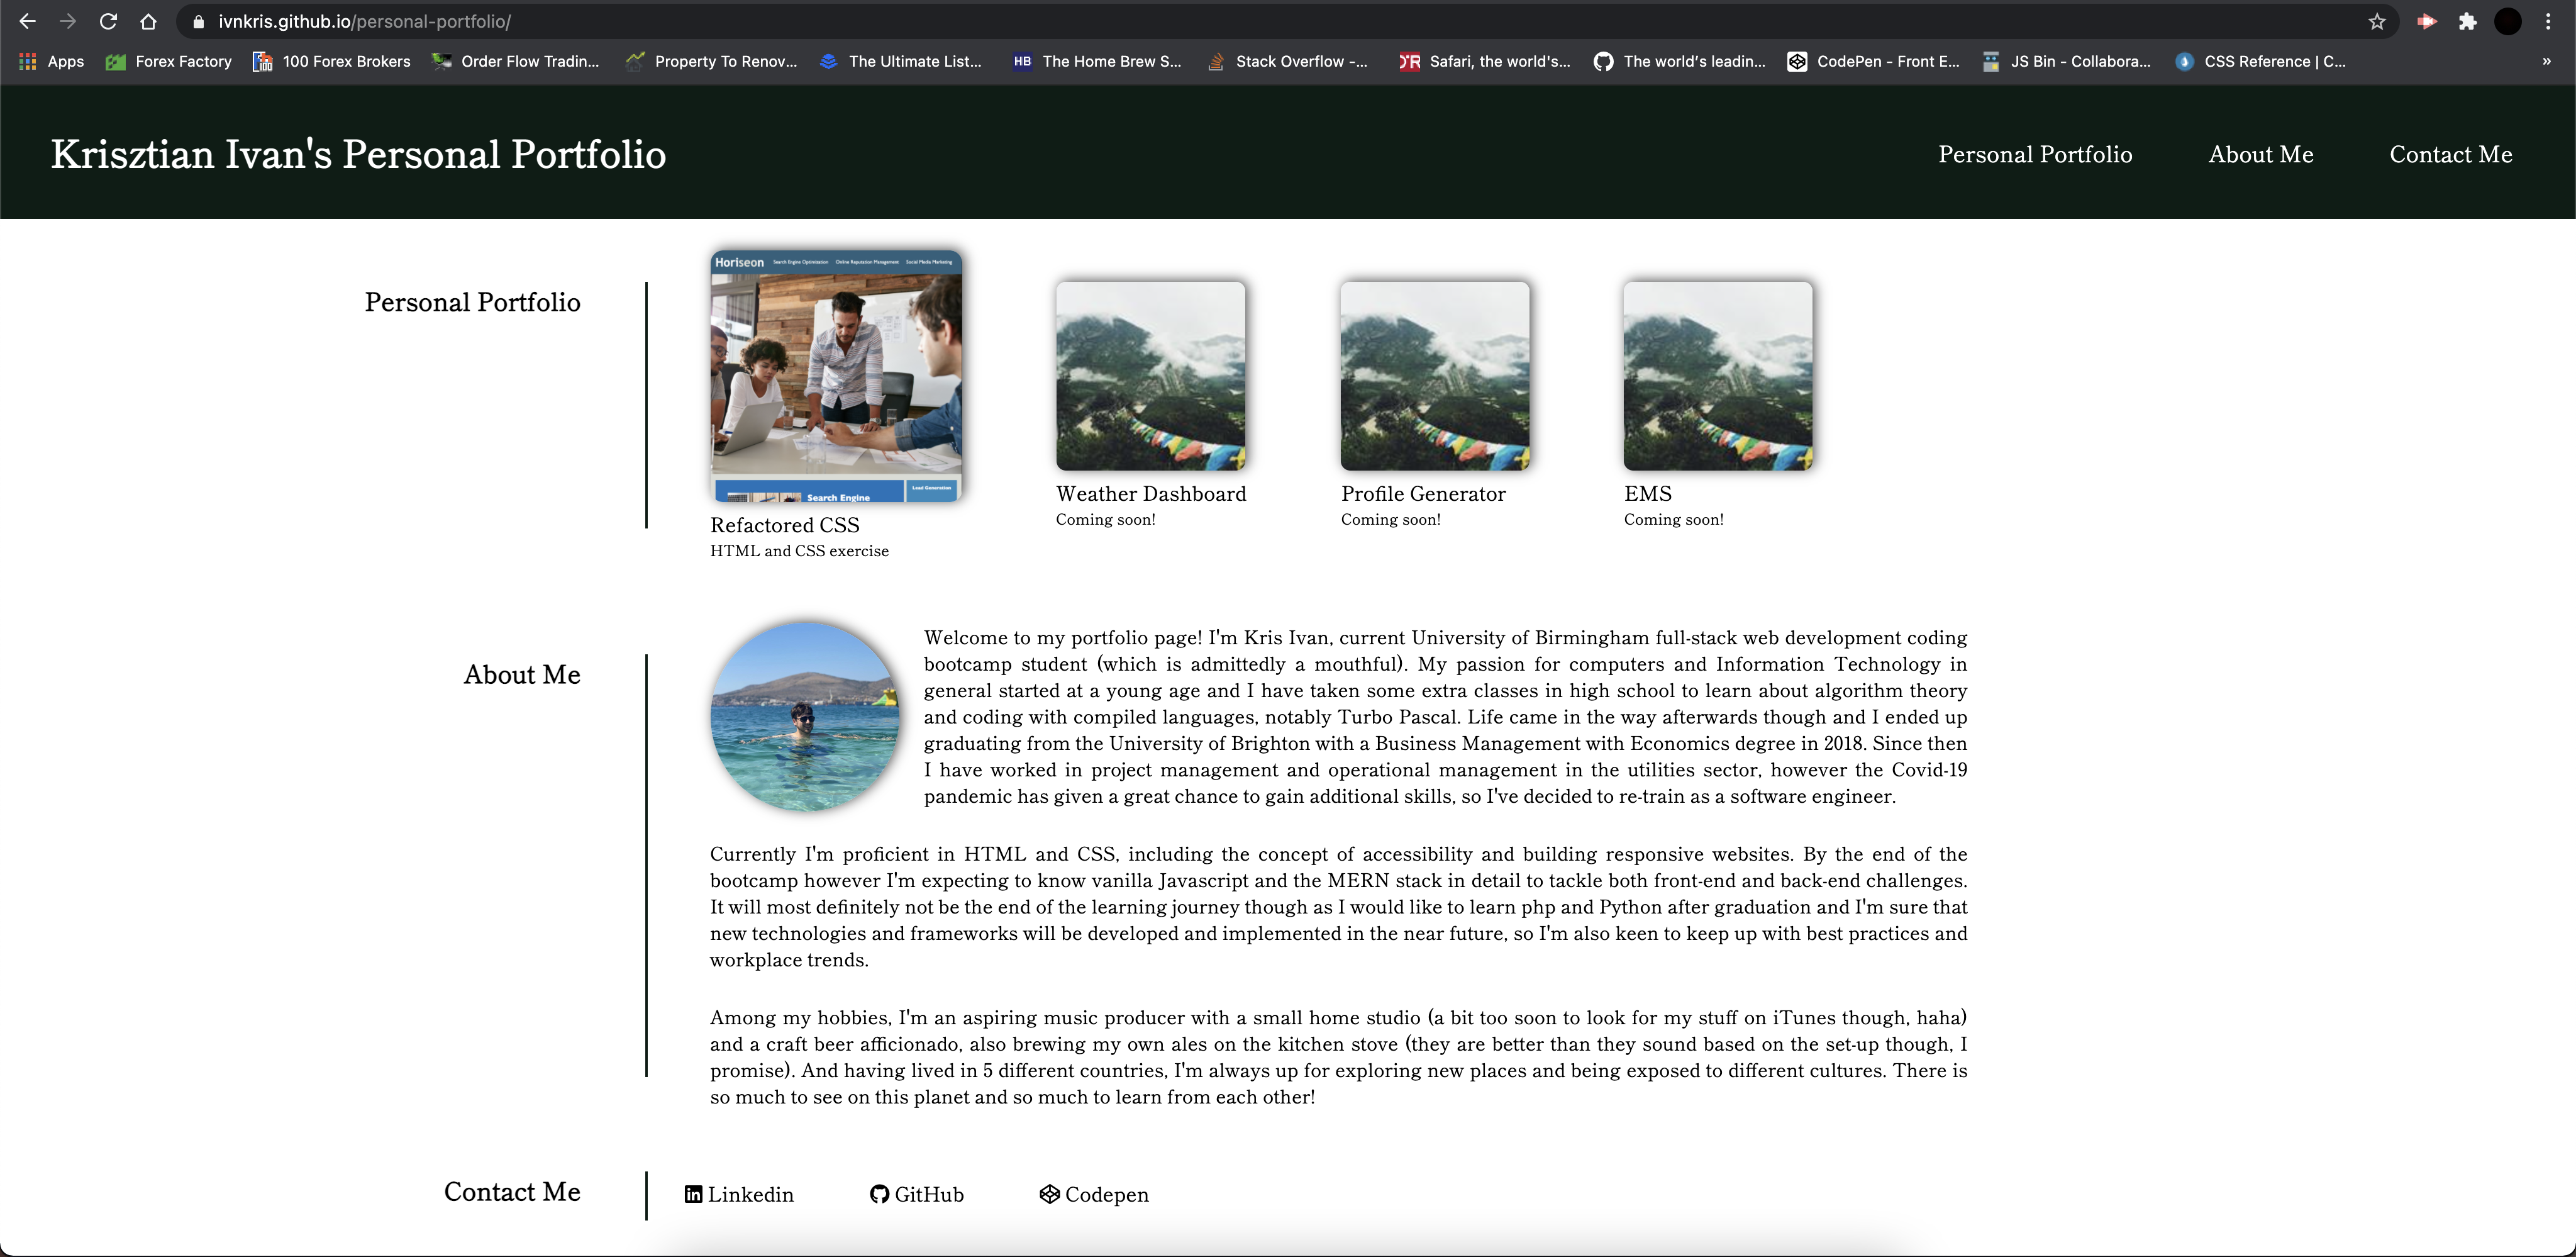 ivnkris.github.io/personal-portfolio/
Apps
Forex Factory
100 Forex Brokers
Order Flow Tradin...
Property To Renov...
The Ultimate List...
HB
The Home Brew S...
Stack Overflow -...
Safari, the world's...
The world's leadin...
CodePen - Front E...
JS Bin - Collabora...
CSS Reference | C...
»
Krisztian Ivan's Personal Portfolio
Personal Portfolio
About Me
Contact Me
Personal Portfolio
Horiseon
Search Engine Optimization
Online Reputation Management
Social Media Marketing
Search Engine
Lead Generation
Refactored CSS
HTML and CSS exercise
Weather Dashboard
Coming soon!
Profile Generator
Coming soon!
EMS
Coming soon!
About Me
Welcome to my portfolio page! I'm Kris Ivan, current University of Birmingham full-stack web development coding
bootcamp student (which is admittedly a mouthful). My passion for computers and Information Technology in
general started at a young age and I have taken some extra classes in high school to learn about algorithm theory
and coding with compiled languages, notably Turbo Pascal. Life came in the way afterwards though and I ended up
graduating from the University of Brighton with a Business Management with Economics degree in 2018. Since then
I have worked in project management and operational management in the utilities sector, however the Covid-19
pandemic has given a great chance to gain additional skills, so I've decided to re-train as a software engineer.
Currently I'm proficient in HTML and CSS, including the concept of accessibility and building responsive websites. By the end of the
bootcamp however I'm expecting to know vanilla Javascript and the MERN stack in detail to tackle both front-end and back-end challenges.
It will most definitely not be the end of the learning journey though as I would like to learn php and Python after graduation and I'm sure that
new technologies and frameworks will be developed and implemented in the near future, so I'm also keen to keep up with best practices and
workplace trends.
Among my hobbies, I'm an aspiring music producer with a small home studio (a bit too soon to look for my stuff on iTunes though, haha)
and a craft beer afficionado, also brewing my own ales on the kitchen stove (they are better than they sound based on the set-up though, I
promise). And having lived in 5 different countries, I'm always up for exploring new places and being exposed to different cultures. There is
so much to see on this planet and so much to learn from each other!
Contact Me
Linkedin
GitHub
Codepen